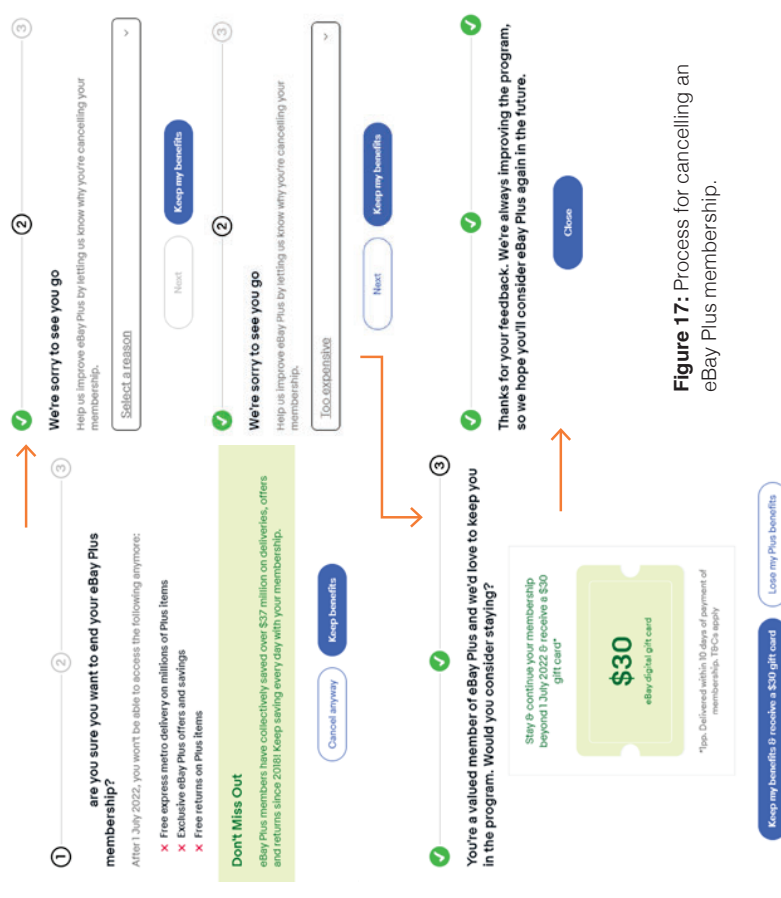 1
2
3
are you sure you want to end your eBay Plus
membership?
After 1 July 2022, you won't be able to access the following anymore:
× Free express metro delivery on millions of Plus items
× Exclusive eBay Plus offers and savings
× Free returns on Plus items
Don't Miss Out
eBay Plus members have collectively saved over $37 million on deliveries, offers
and returns since 2018! Keep saving every day with your membership.
Cancel anyway
Keep benefits
2
3
We're sorry to see you go
Help us improve eBay Plus by letting us know why you're cancelling your
membership.
Select a reason
Next
Keep my benefits
2
3
We're sorry to see you go
Help us improve eBay Plus by letting us know why you're cancelling your
membership.
Too expensive
Next
Keep my benefits
3
You're a valued member of eBay Plus and we'd love to keep you
in the program. Would you consider staying?
Stay & continue your membership
beyond 1 July 2022 & receive a $30
gift card*
$30
eBay digital gift card
*1pp. Delivered within 10 days of payment of
membership. T&Cs apply
Keep my benefits & receive a $30 gift card
Lose my Plus benefits
Thanks for your feedback. We're always improving the program,
so we hope you'll consider eBay Plus again in the future.
Close
Figure 17: Process for cancelling an
eBay Plus membership.